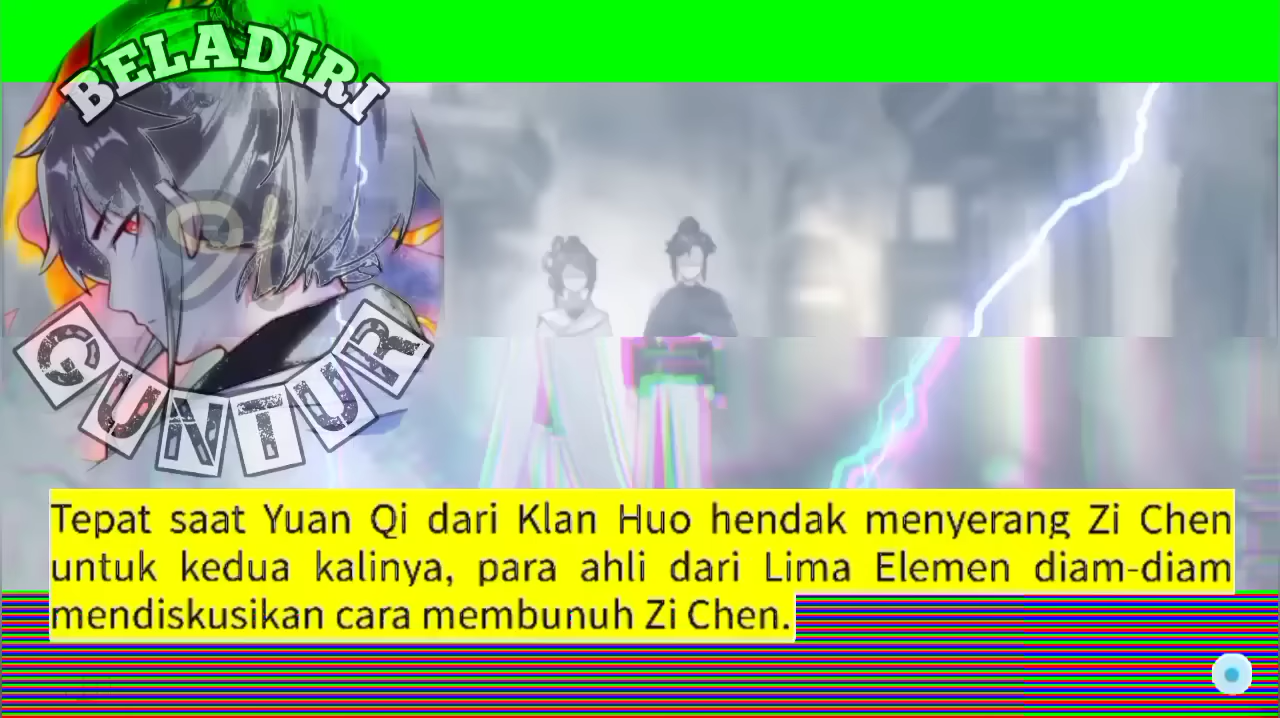 BELADIRI
GUNTUR
Tepat saat Yuan Qi dari Klan Huo hendak menyerang Zi Chen
untuk kedua kalinya, para ahli dari Lima Elemen diam-diam
mendiskusikan cara membunuh Zi Chen.